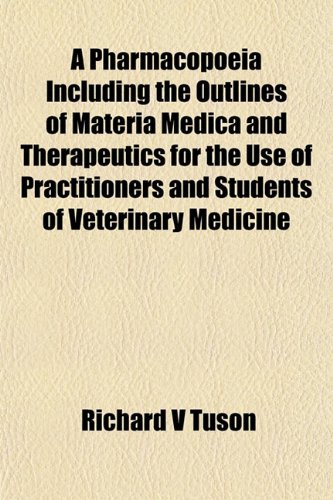 A Pharmacopoeia
Including the Outlines
of Materia Medica and
Therapeutics for the Use of
Practitioners and Students
of Veterinary Medicine
Richard V Tuson